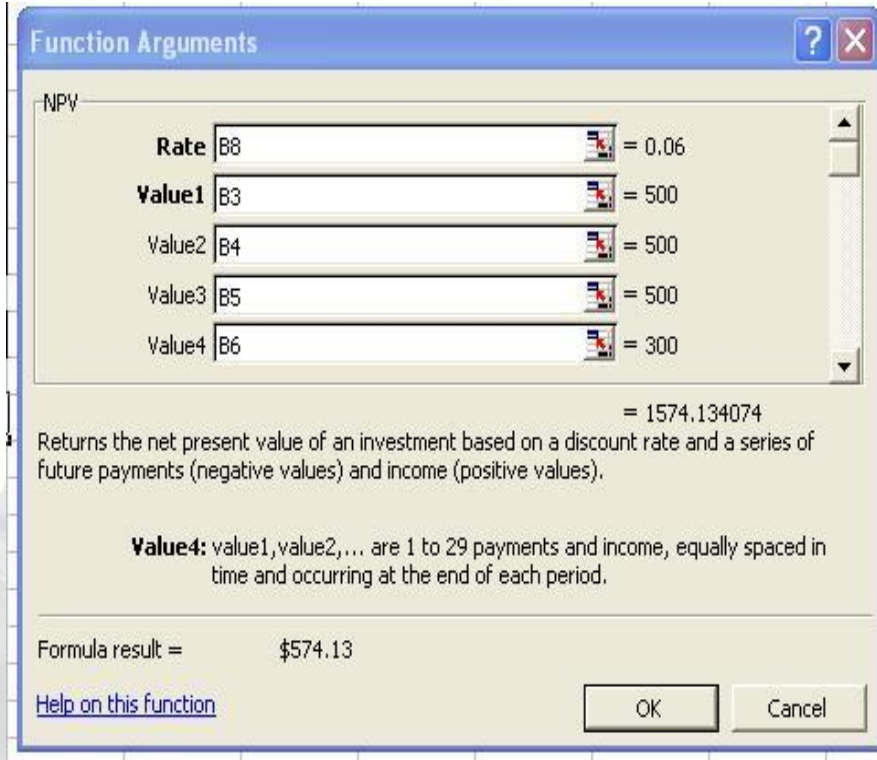 Function Arguments
NPV
Rate B8 = 0.06
Value1 B3 = 500
Value2 B4 = 500
Value3 B5 = 500
Value4 B6 = 300
= 1574.134074
Returns the net present value of an investment based on a discount rate and a series of
future payments (negative values) and income (positive values).
Value4: value1,value2,... are 1 to 29 payments and income, equally spaced in
time and occurring at the end of each period.
Formula result = $574.13
Help on this function
OK Cancel